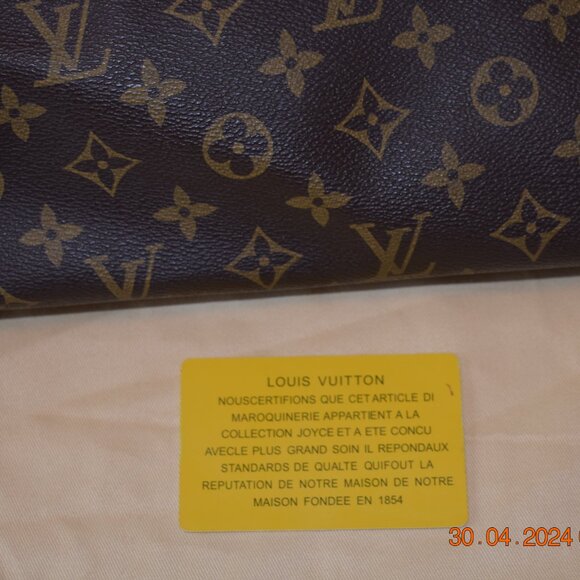 LOUIS VUITTON
NOUSCERTIFIONS QUE CETARTICLE DI
MAROQUINERIE APPARTIENT A LA
COLLECTION JOYCE ET A ETE CONCU
AVECLE PLUS GRAND SOIN IL REPONDAUX
STANDARDS DE QUALTE QUIFOUT LA
REPUTATION DE NOTRE MAISON DE NOTRE
MAISON FONDEE EN 1854
30.04.2024